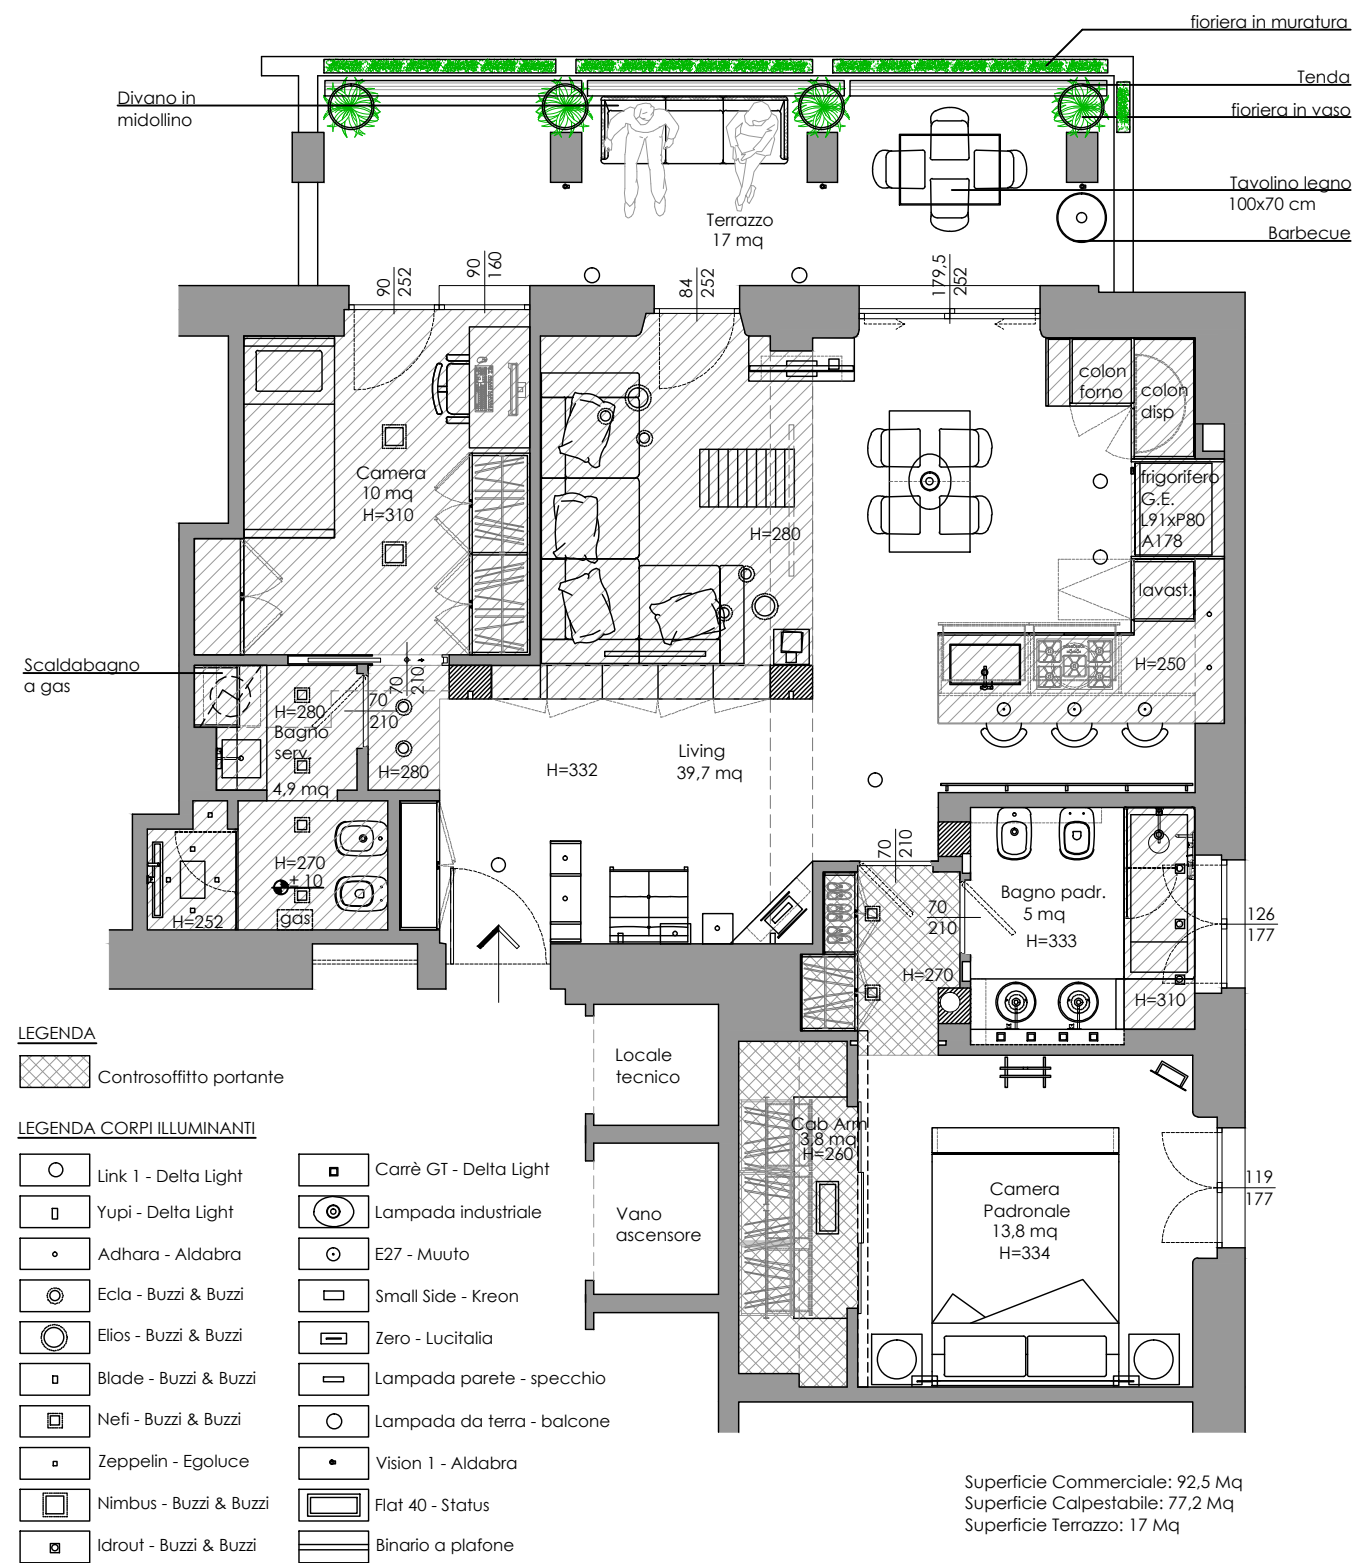 fioriera in muratura
Tenda
Divano in
midollino
fioriera in vaso
Tavolino legno
100x70 cm
Terrazzo
17 mq
Barbecue
90
252
90
160
84
252
179,5
252
colon
forno
colon
disp
Camera
10 mq
H=310
frigorifero
G.E.
L91xP80
A178
H=280
lavast.
Scaldabagno
a gas
70
210
H=250
70
210
H=280
Bagno
serv.
4,9 mq
H=280
H=332
Living
39,7 mq
70
210
H=270
+ 10
gas
H=252
Bagno padr.
5 mq
H=333
70
210
126
177
H=270
H=310
LEGENDA
Controsoffitto portante
Locale
tecnico
LEGENDA CORPI ILLUMINANTI
Cab Arm
3,8 mq
H=260
Link 1 - Delta Light
Carrè GT - Delta Light
119
177
Yupi - Delta Light
Lampada industriale
Vano
ascensore
Camera
Padronale
13,8 mq
H=334
Adhara - Aldabra
E27 - Muuto
Ecla - Buzzi & Buzzi
Small Side - Kreon
Elios - Buzzi & Buzzi
Zero - Lucitalia
Blade - Buzzi & Buzzi
Lampada parete - specchio
Nefi - Buzzi & Buzzi
Lampada da terra - balcone
Zeppelin - Egoluce
Vision 1 - Aldabra
Nimbus - Buzzi & Buzzi
Flat 40 - Status
Idrout - Buzzi & Buzzi
Binario a plafone
Superficie Commerciale: 92,5 Mq
Superficie Calpestabile: 77,2 Mq
Superficie Terrazzo: 17 Mq